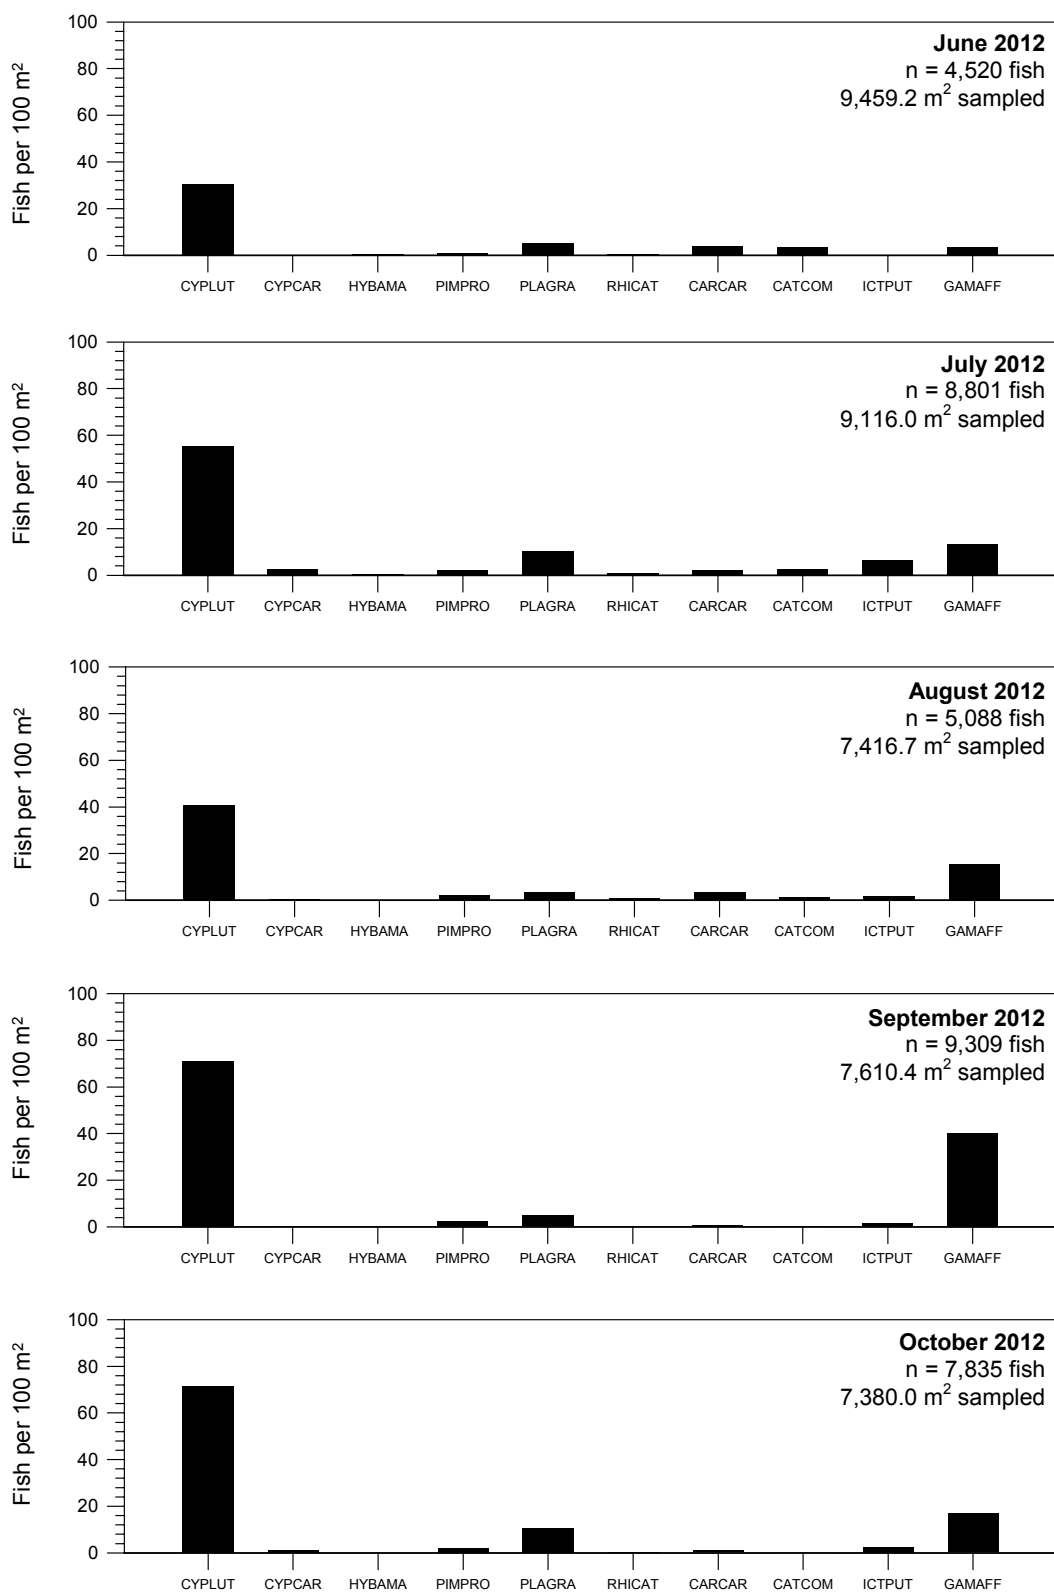 100
June 2012
n = 4,520 fish
9,459.2 m² sampled
80
60
40
20
0
Fish per 100 m²
CYPLUT CYPCAR HYBAMA PIMPRO PLAGRA RHICAT CARCAR CATCOM ICTPUT GAMAFF
100
July 2012
n = 8,801 fish
9,116.0 m² sampled
80
60
40
20
0
Fish per 100 m²
CYPLUT CYPCAR HYBAMA PIMPRO PLAGRA RHICAT CARCAR CATCOM ICTPUT GAMAFF
100
August 2012
n = 5,088 fish
7,416.7 m² sampled
80
60
40
20
0
Fish per 100 m²
CYPLUT CYPCAR HYBAMA PIMPRO PLAGRA RHICAT CARCAR CATCOM ICTPUT GAMAFF
100
September 2012
n = 9,309 fish
7,610.4 m² sampled
80
60
40
20
0
Fish per 100 m²
CYPLUT CYPCAR HYBAMA PIMPRO PLAGRA RHICAT CARCAR CATCOM ICTPUT GAMAFF
100
October 2012
n = 7,835 fish
7,380.0 m² sampled
80
60
40
20
0
Fish per 100 m²
CYPLUT CYPCAR HYBAMA PIMPRO PLAGRA RHICAT CARCAR CATCOM ICTPUT GAMAFF